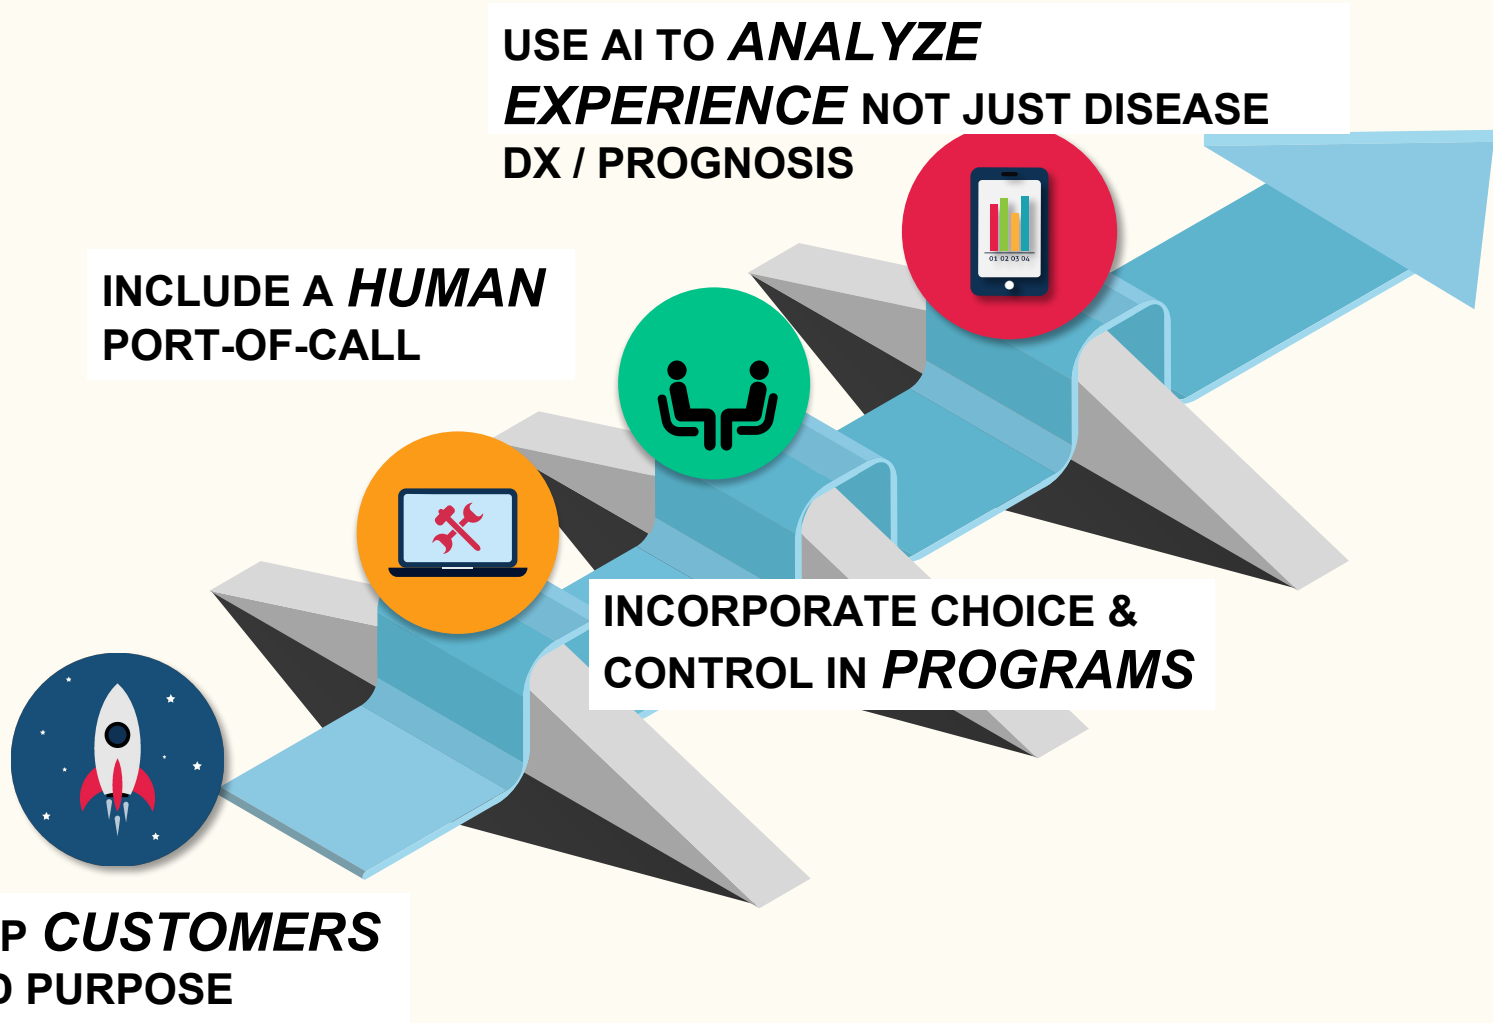 USE AI TO ANALYZE
EXPERIENCE NOT JUST DISEASE
DX / PROGNOSIS
01 02 03 04
INCLUDE A HUMAN
PORT-OF-CALL
INCORPORATE CHOICE &
CONTROL IN PROGRAMS
CUSTOMERS
PURPOSE